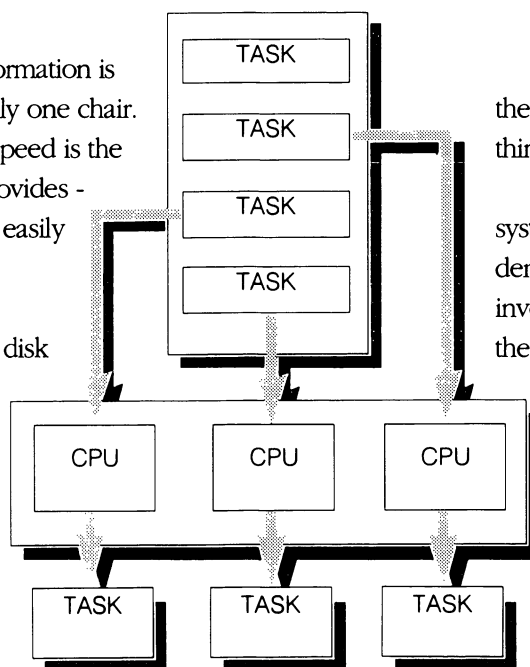 ormation is
ly one chair.
peed is the
ovides -
easily
disk
TASK
TASK
TASK
TASK
the
thin
syst
der
inv
the
CPU
CPU
CPU
TASK
TASK
TASK